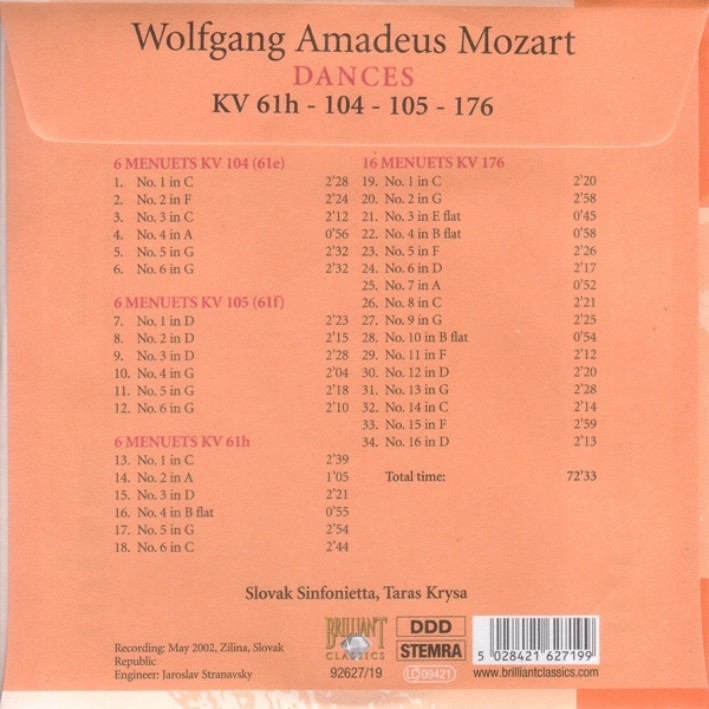 Wolfgang Amadeus Mozart
DANCES
KV 61h - 104 - 105 - 176
6 MENUETS KV 104 (61e)
1. No. 1 in C 2'28
2. No. 2 in F 2'24
3. No. 3 in C 2'12
4. No. 4 in A 0'56
5. No. 5 in G 2'32
6. No. 6 in G 2'32
6 MENUETS KV 105 (61f)
7. No. 1 in D 2'23
8. No. 2 in D 2'15
9. No. 3 in D 2'28
10. No. 4 in G 2'04
11. No. 5 in G 2'18
12. No. 6 in G 2'10
6 MENUETS KV 61h
13. No. 1 in C 2'39
14. No. 2 in A 1'05
15. No. 3 in D 2'21
16. No. 4 in B flat 0'55
17. No. 5 in G 2'54
18. No. 6 in C 2'44
16 MENUETS KV 176
19. No. 1 in C 2'20
20. No. 2 in G 2'58
21. No. 3 in E flat 0'45
22. No. 4 in B flat 0'58
23. No. 5 in F 2'26
24. No. 6 in D 2'17
25. No. 7 in A 0'52
26. No. 8 in C 2'21
27. No. 9 in G 2'25
28. No. 10 in B flat 0'54
29. No. 11 in F 2'12
30. No. 12 in D 2'20
31. No. 13 in G 2'28
32. No. 14 in C 2'14
33. No. 15 in F 2'59
34. No. 16 in D 2'13
Total time: 72'33
Slovak Sinfonietta, Taras Krysa
Recording: May 2002, Zilina, Slovak
Republic
Engineer: Jaroslav Stranavsky
BRILLIANT
CLASSICS
92627/19
DDD
STEMRA
LC 09421
5 028421 627199
www.brilliantclassics.com